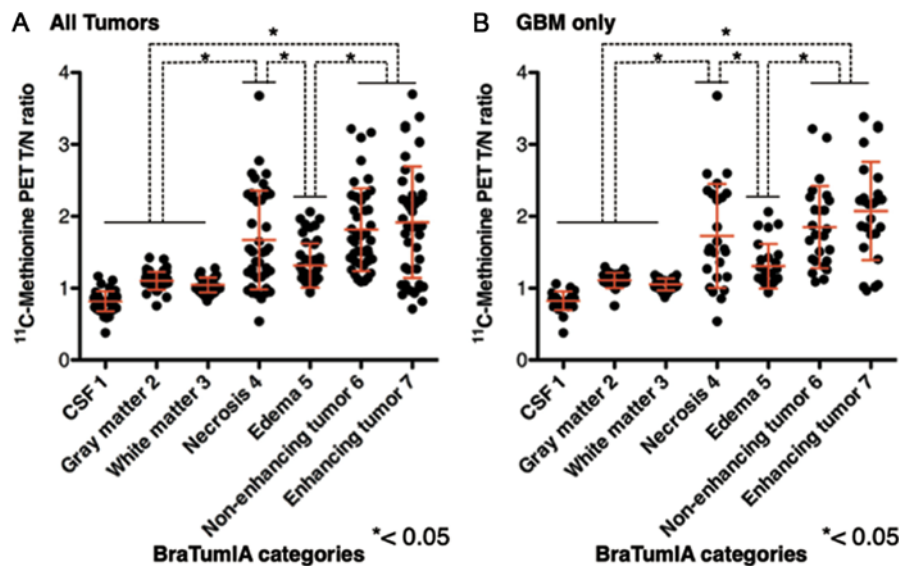 A All Tumors
* * * *
¹¹C-Methionine PET T/N ratio
4
3
2
1
0
CSF 1
Gray matter 2
White matter 3
Necrosis 4
Edema 5
Non-enhancing tumor 6
Enhancing tumor 7
BraTumIA categories
*< 0.05
B GBM only
* * * *
¹¹C-Methionine PET T/N ratio
4
3
2
1
0
CSF 1
Gray matter 2
White matter 3
Necrosis 4
Edema 5
Non-enhancing tumor 6
Enhancing tumor 7
BraTumIA categories
*< 0.05